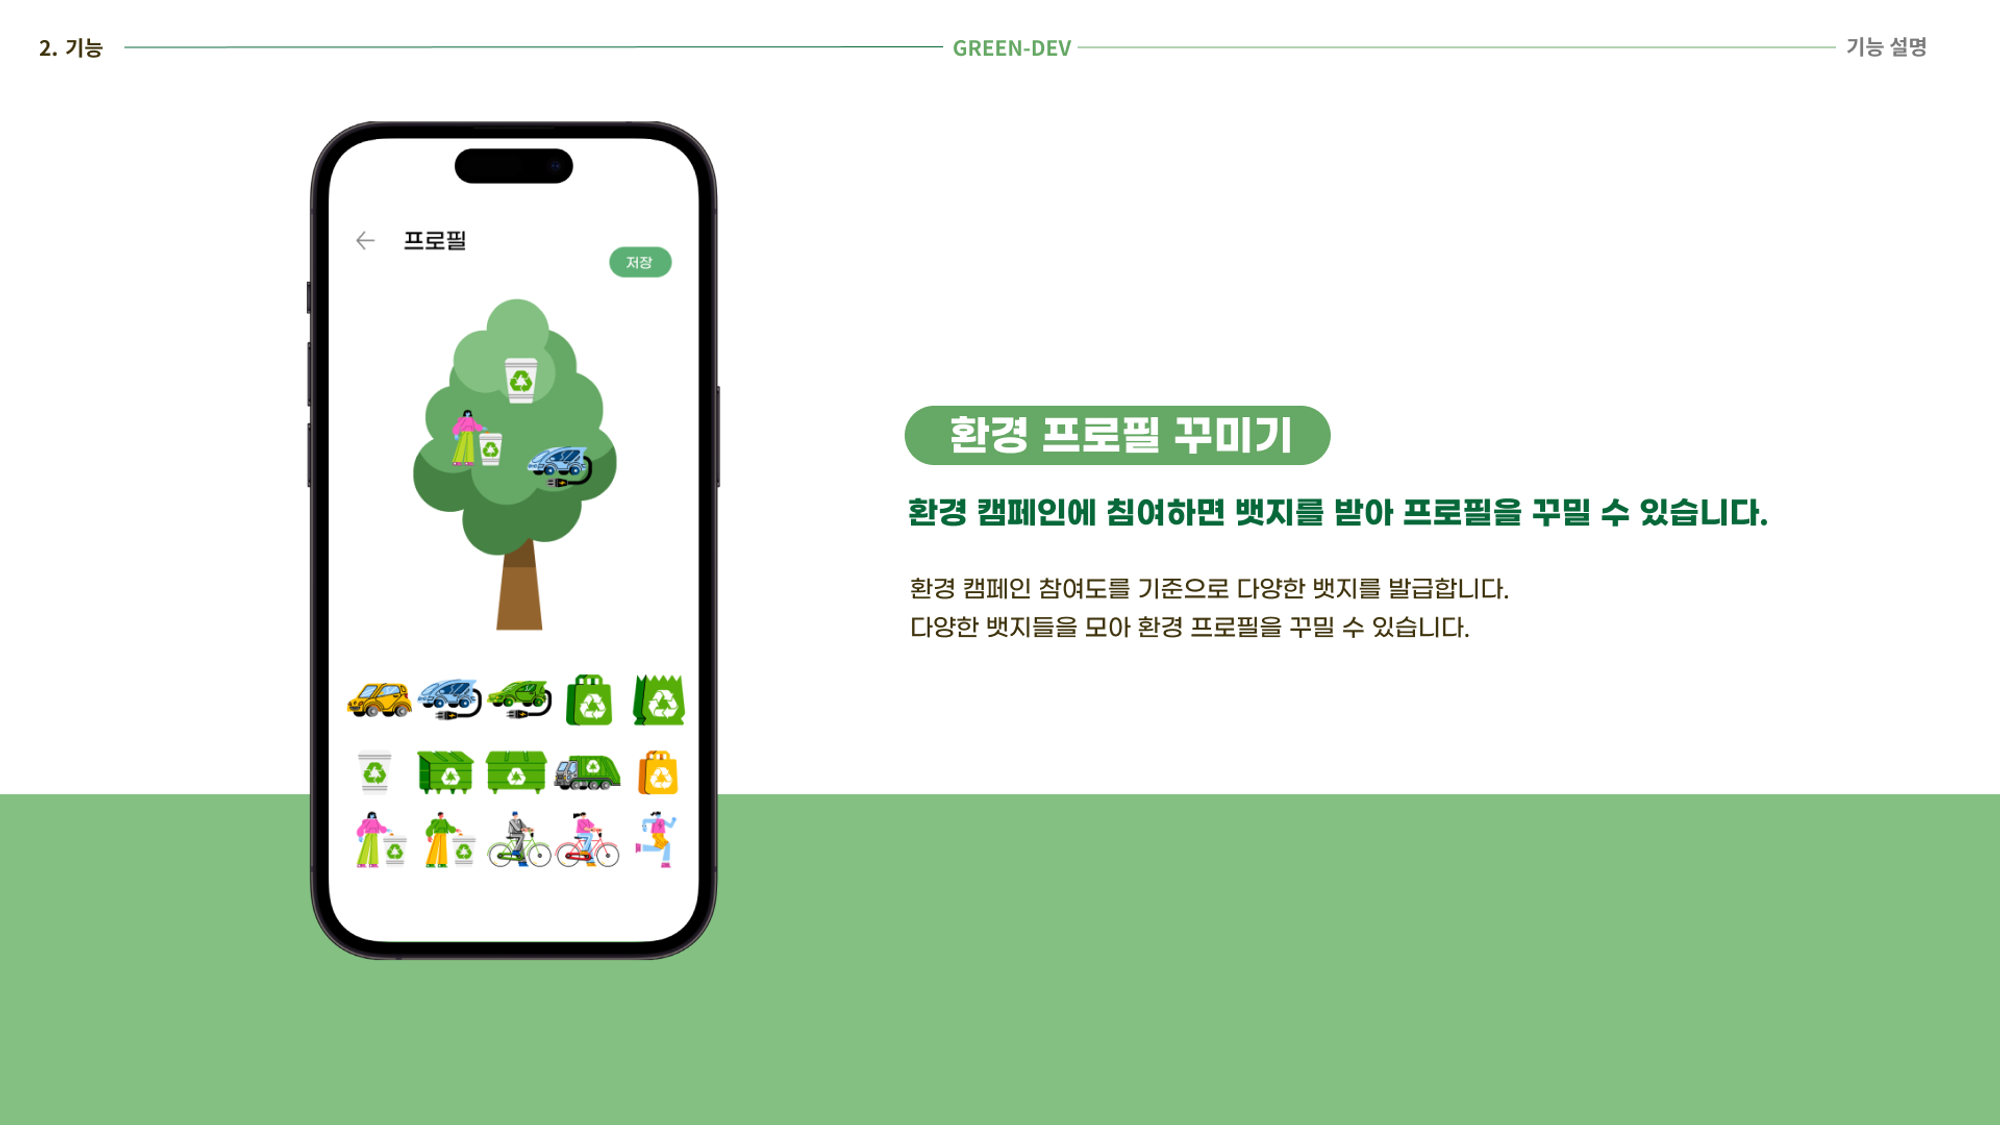 2. 기능
GREEN-DEV
기능 설명
프로필
저장
환경 프로필 꾸미기
환경 캠페인에 침여하면 뱃지를 받아 프로필을 꾸밀 수 있습니다.
환경 캠페인 참여도를 기준으로 다양한 뱃지를 발급합니다.
다양한 뱃지들을 모아 환경 프로필을 꾸밀 수 있습니다.